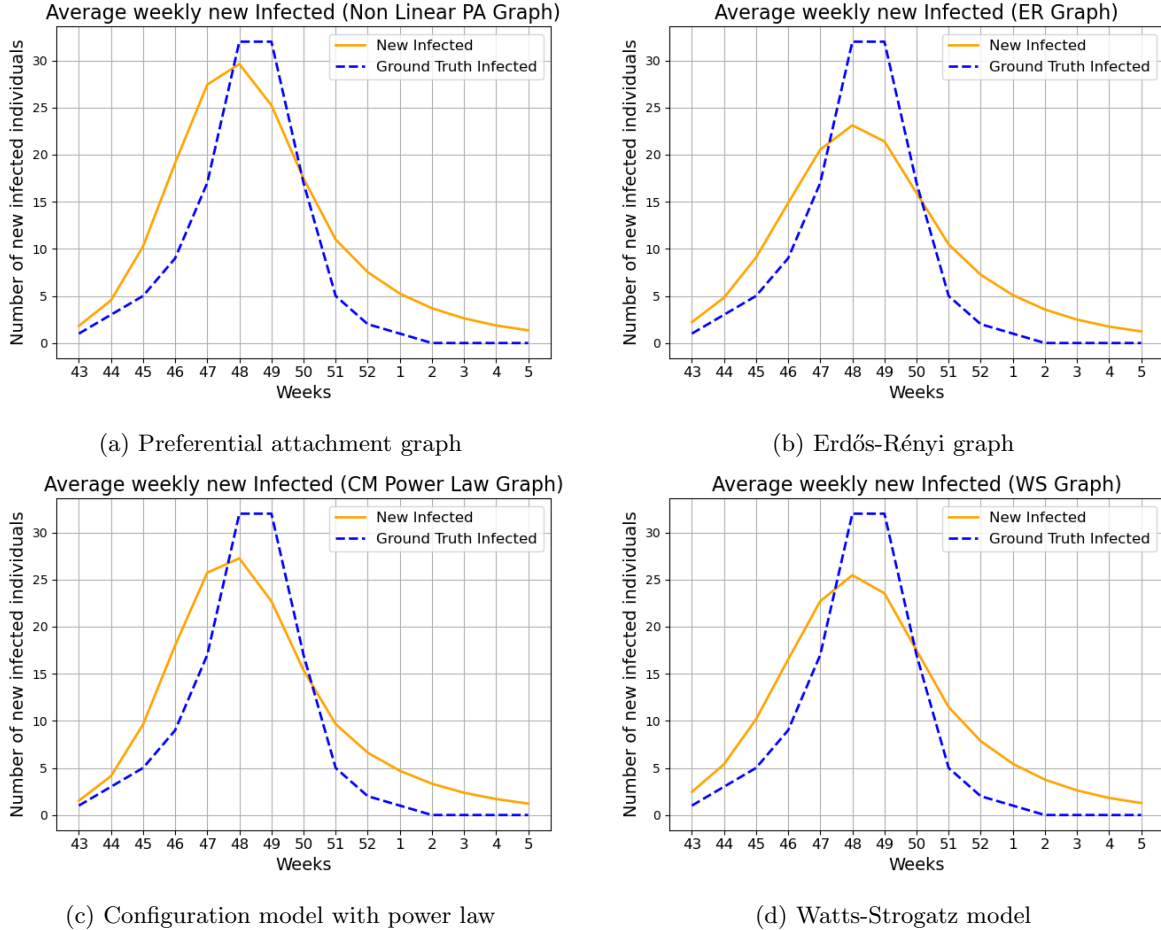 Average weekly new Infected (Non Linear PA Graph)
New Infected
Ground Truth Infected
Number of new infected individuals
30
25
20
15
10
5
0
43 44 45 46 47 48 49 50 51 52 1 2 3 4 5
Weeks
(a) Preferential attachment graph
Average weekly new Infected (ER Graph)
New Infected
Ground Truth Infected
Number of new infected individuals
30
25
20
15
10
5
0
43 44 45 46 47 48 49 50 51 52 1 2 3 4 5
Weeks
(b) Erdős-Rényi graph
Average weekly new Infected (CM Power Law Graph)
New Infected
Ground Truth Infected
Number of new infected individuals
30
25
20
15
10
5
0
43 44 45 46 47 48 49 50 51 52 1 2 3 4 5
Weeks
(c) Configuration model with power law
Average weekly new Infected (WS Graph)
New Infected
Ground Truth Infected
Number of new infected individuals
30
25
20
15
10
5
0
43 44 45 46 47 48 49 50 51 52 1 2 3 4 5
Weeks
(d) Watts-Strogatz model